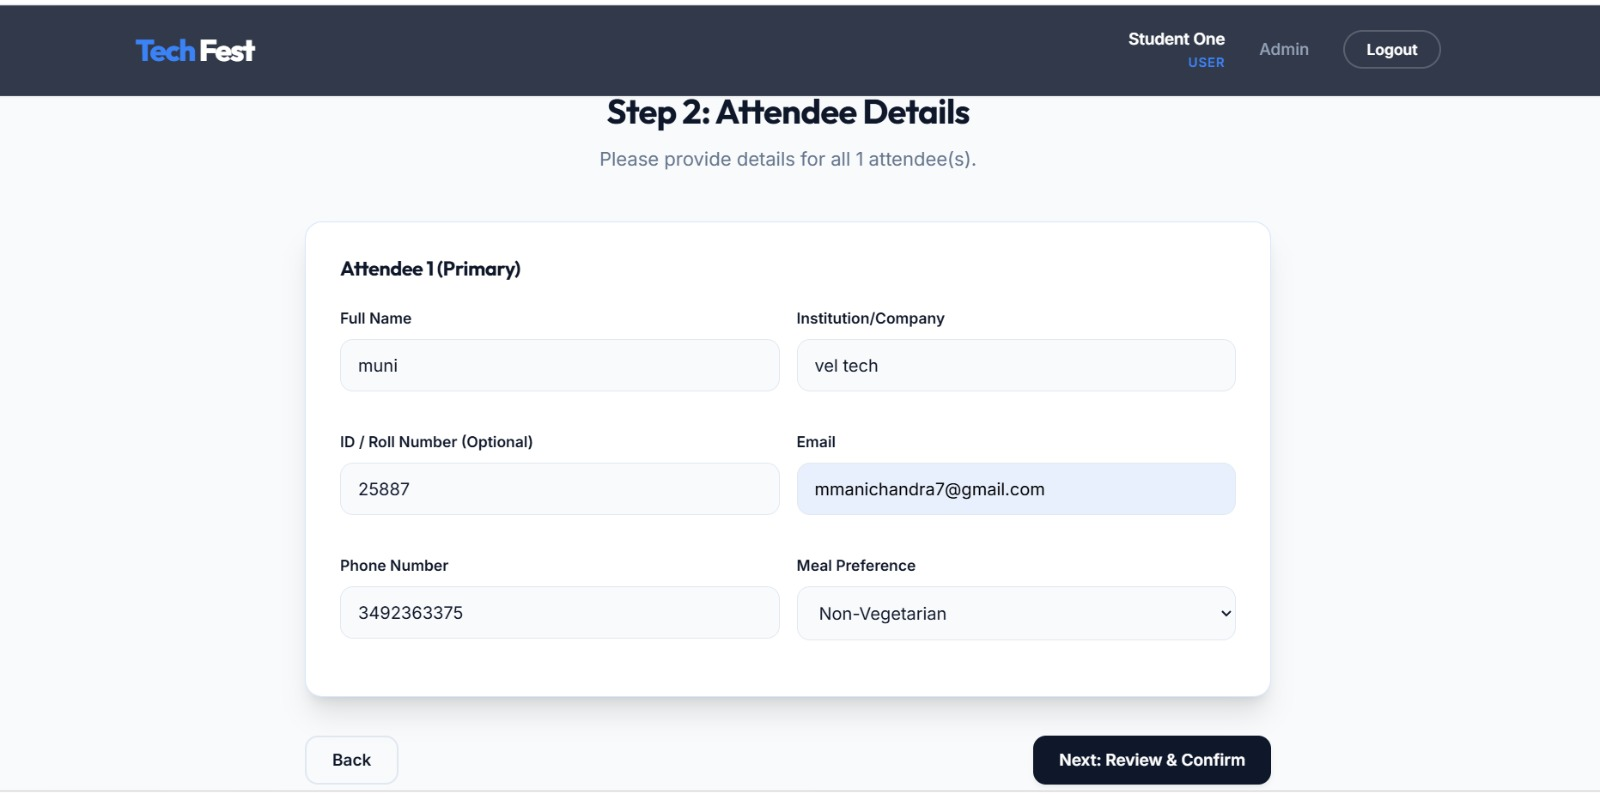 Tech Fest
Student One
USER
Admin
Logout
Step 2: Attendee Details
Please provide details for all 1 attendee(s).
Attendee 1 (Primary)
Full Name
muni
Institution/Company
vel tech
ID / Roll Number (Optional)
25887
Email
mmanichandra7@gmail.com
Phone Number
3492363375
Meal Preference
Non-Vegetarian
Back
Next: Review & Confirm